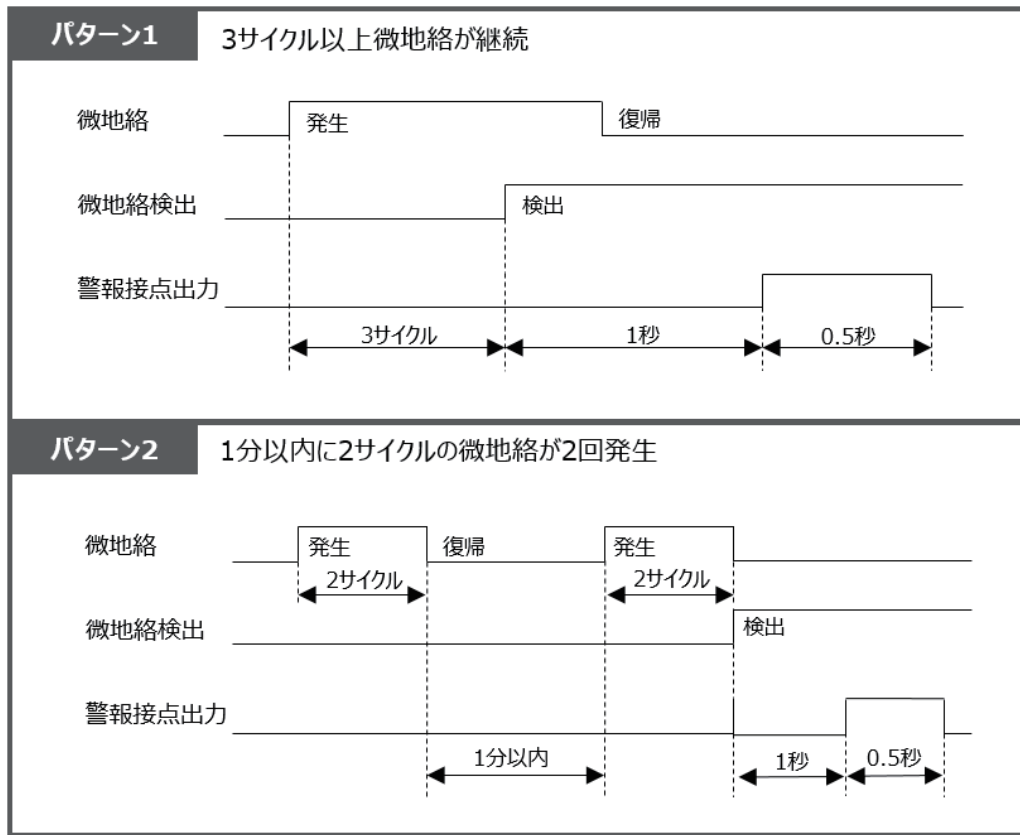 パターン1 3サイクル以上微地絡が継続
微地絡 発生 復帰
微地絡検出 検出
警報接点出力
3サイクル 1秒 0.5秒
パターン2 1分以内に2サイクルの微地絡が2回発生
微地絡 発生 復帰 発生
2サイクル 2サイクル
微地絡検出 検出
警報接点出力
1分以内 1秒 0.5秒